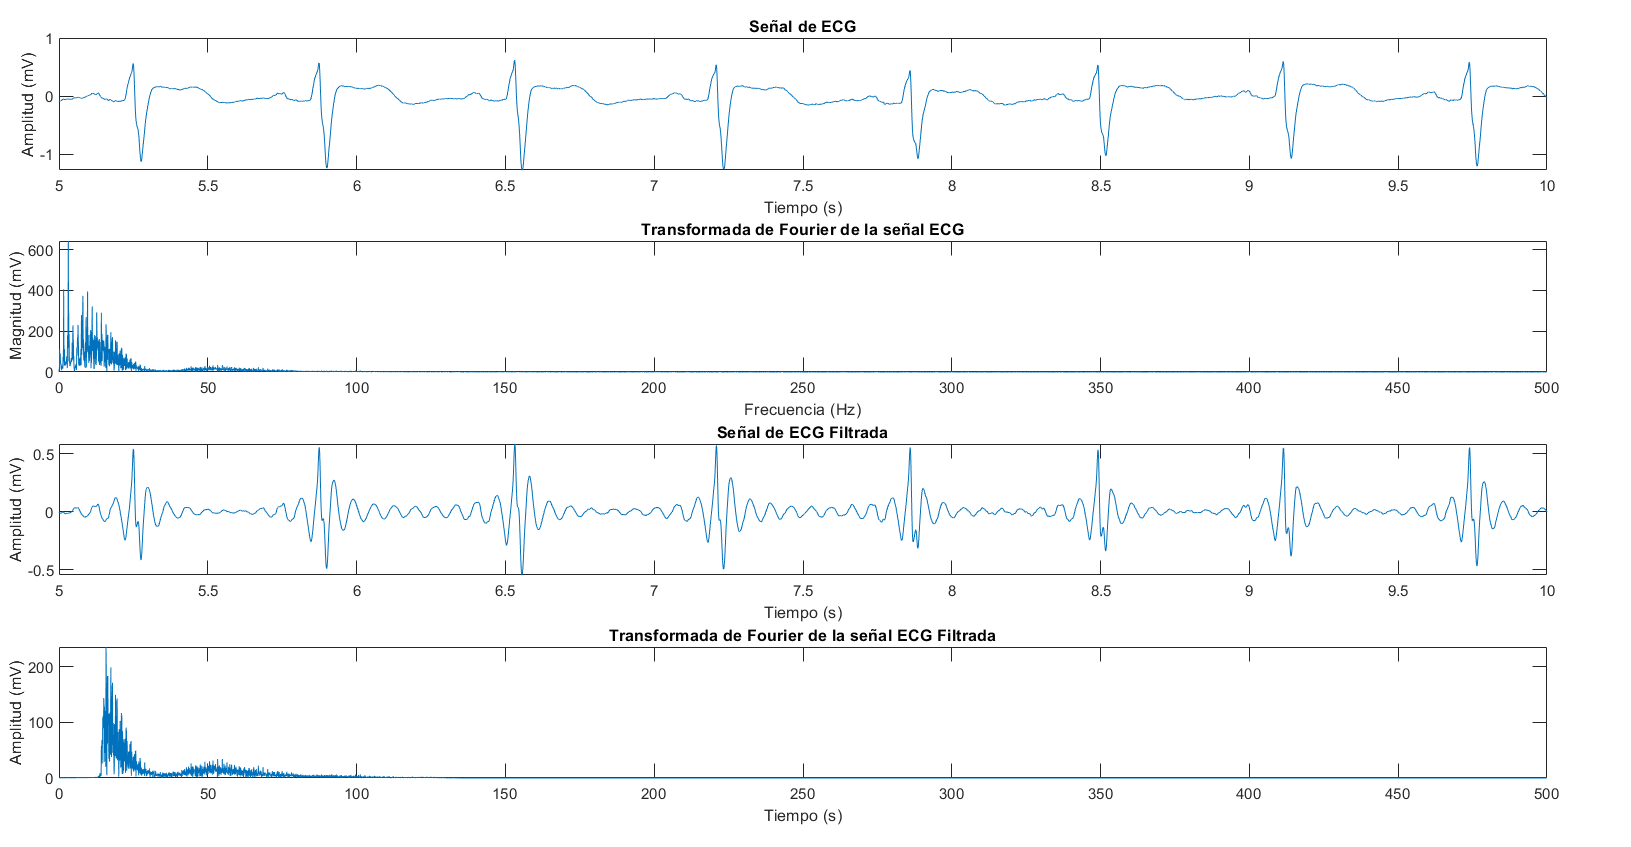 Señal de ECG
Amplitud (mV)
1
0
-1
5 5.5 6 6.5 7 7.5 8 8.5 9 9.5 10
Tiempo (s)
Transformada de Fourier de la señal ECG
Magnitud (mV)
600
400
200
0
0 50 100 150 200 250 300 350 400 450 500
Frecuencia (Hz)
Señal de ECG Filtrada
Amplitud (mV)
0.5
0
-0.5
5 5.5 6 6.5 7 7.5 8 8.5 9 9.5 10
Tiempo (s)
Transformada de Fourier de la señal ECG Filtrada
Amplitud (mV)
200
100
0
0 50 100 150 200 250 300 350 400 450 500
Tiempo (s)